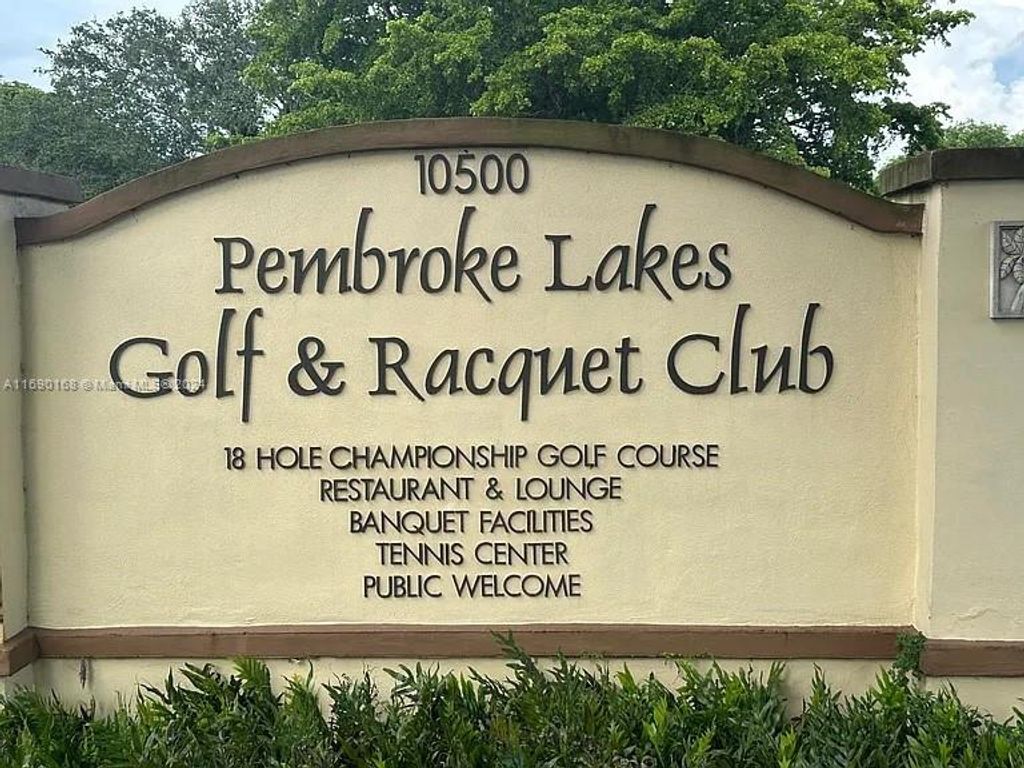 10500
Pembroke Lakes
Golf & Racquet Club
18 HOLE CHAMPIONSHIP GOLF COURSE
RESTAURANT & LOUNGE
BANQUET FACILITIES
TENNIS CENTER
PUBLIC WELCOME